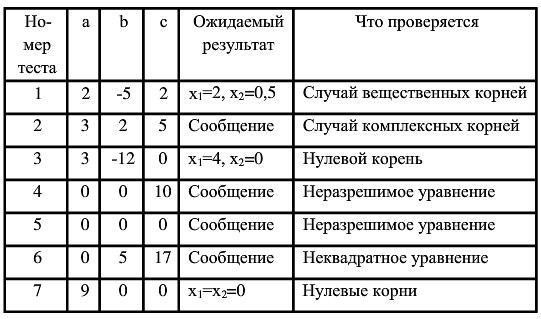 Но-
мер
теста a b c Ожидаемый
результат Что проверяется
1 2 -5 2 x₁=2, x₂=0,5 Случай вещественных корней
2 3 2 5 Сообщение Случай комплексных корней
3 3 -12 0 x₁=4, x₂=0 Нулевой корень
4 0 0 10 Сообщение Неразрешимое уравнение
5 0 0 0 Сообщение Неразрешимое уравнение
6 0 5 17 Сообщение Неквадратное уравнение
7 9 0 0 x₁=x₂=0 Нулевые корни